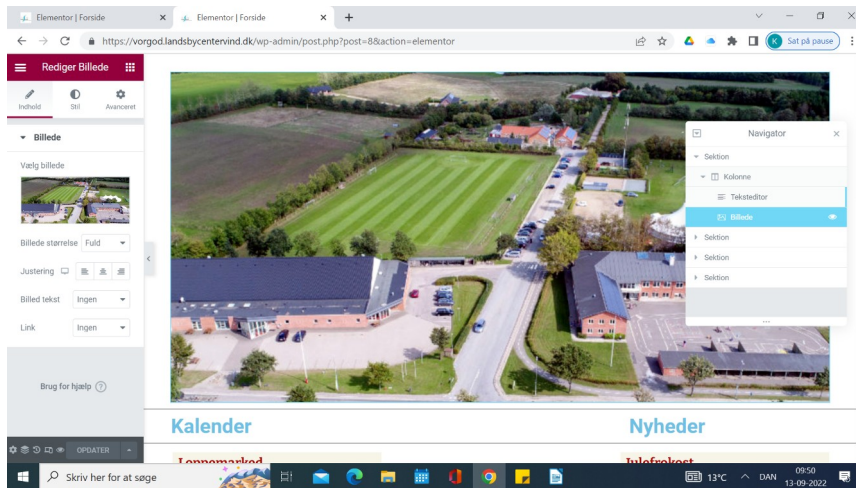 Elementor | Forside
Elementor | Forside
https://vorgod.landsbycentervind.dk/wp-admin/post.php?post=8&action=elementor
K Sat på pause
Rediger Billede
Indhold Stil Avanceret
Billede
Vælg billede
Billede størrelse Fuld
Justering
Billed tekst Ingen
Link Ingen
Brug for hjælp ?
OPDATER
Navigator
Sektion
Kolonne
Teksteditor
Billede
Sektion
Sektion
Sektion
Kalender Nyheder
Loppemarked Julefrokost
Skriv her for at søge
13°C DAN 09:50
13-09-2022